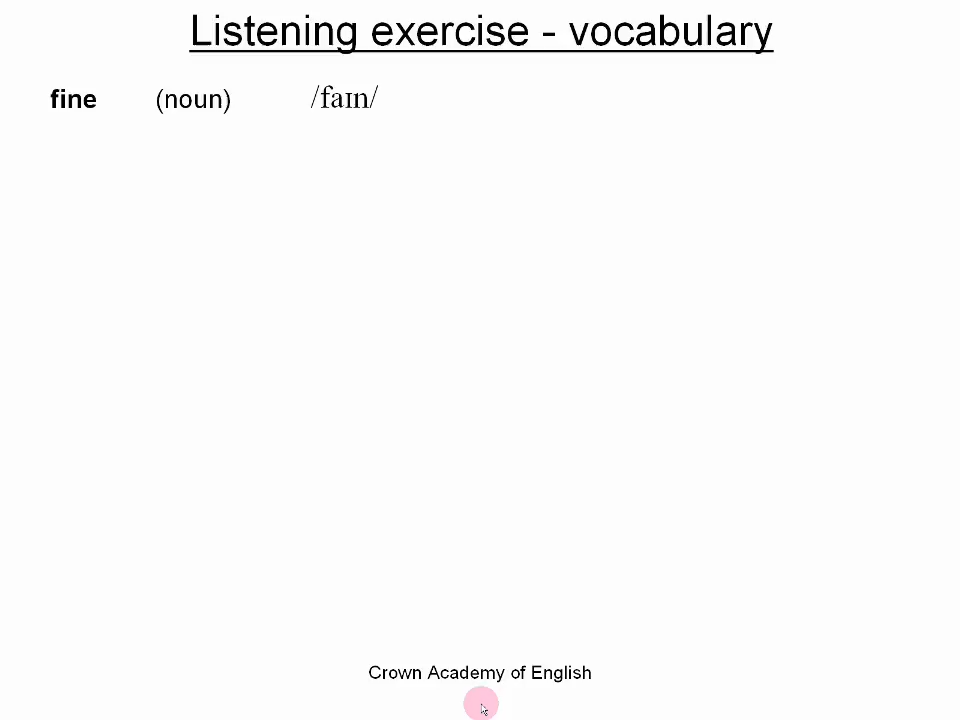 Listening exercise - vocabulary
fine (noun) /faɪn/
Crown Academy of English